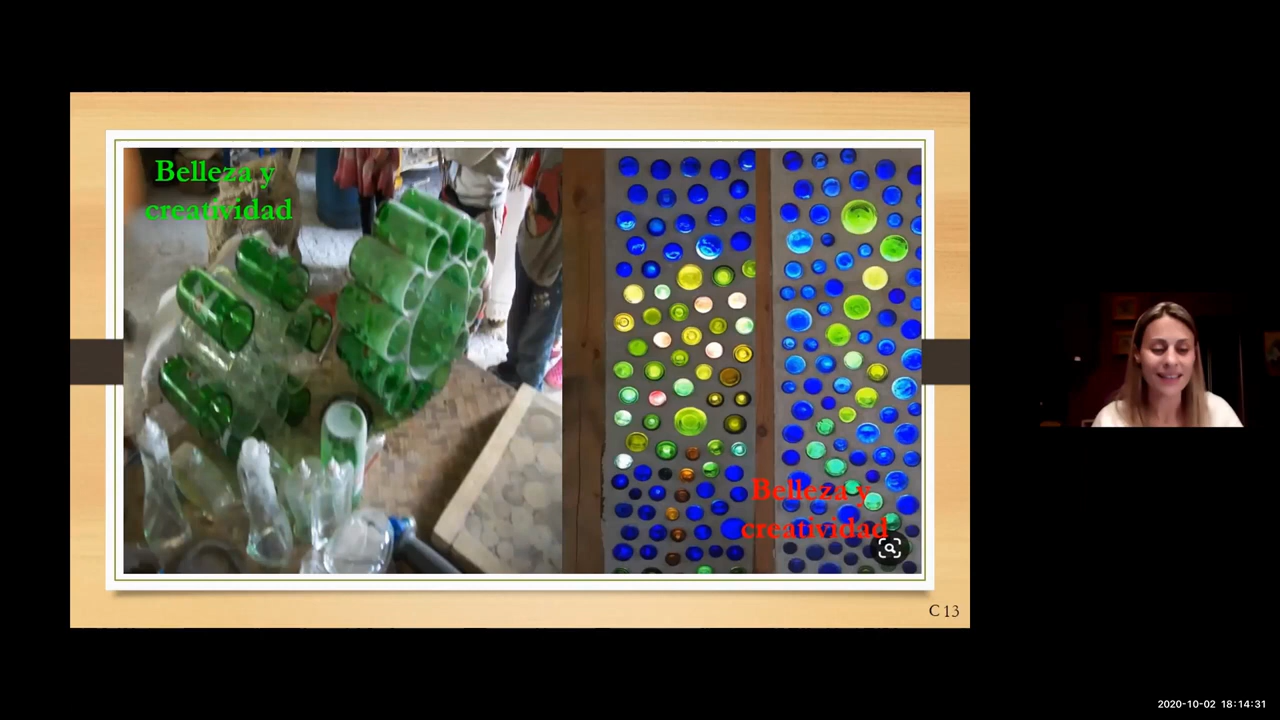 Belleza y
creatividad
Belleza y
creatividad
C 13
2020-10-02 18:14:31